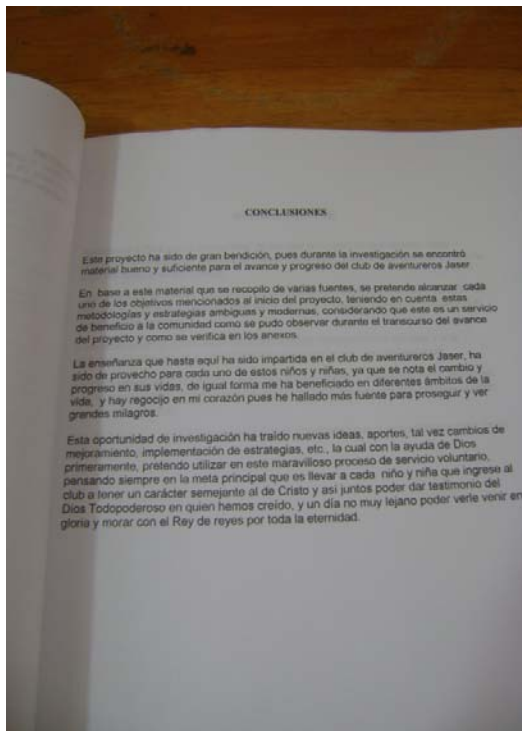 CONCLUSIONES
Este proyecto ha sido de gran bendición, pues durante la investigación se encontró
material bueno y suficiente para el avance y progreso del club de aventureros Jaser.
En base a este material que se recopilo de varias fuentes, se pretende alcanzar cada
uno de los objetivos mencionados al inicio del proyecto, teniendo en cuenta estas
metodologías y estrategias ambiguas y modernas, considerando que este es un servicio
de beneficio a la comunidad como se pudo observar durante el transcurso del avance
del proyecto y como se verifica en los anexos.
La enseñanza que hasta aquí ha sido impartida en el club de aventureros Jaser, ha
sido de provecho para cada uno de estos niños y niñas, ya que se nota el cambio y
progreso en sus vidas, de igual forma me ha beneficiado en diferentes ámbitos de la
vida, y hay regocijo en mi corazón pues he hallado más fuente para proseguir y ver
grandes milagros.
Esta oportunidad de investigación ha traído nuevas ideas, aportes, tal vez cambios de
mejoramiento, implementación de estrategias, etc., la cual con la ayuda de Dios
primeramente, pretendo utilizar en este maravilloso proceso de servicio voluntario,
pensando siempre en la meta principal que es llevar a cada niño y niña que ingrese al
club a tener un carácter semejante al de Cristo y así juntos poder dar testimonio del
Dios Todopoderoso en quien hemos creído, y un día no muy lejano poder verle venir en
gloria y morar con el Rey de reyes por toda la eternidad.